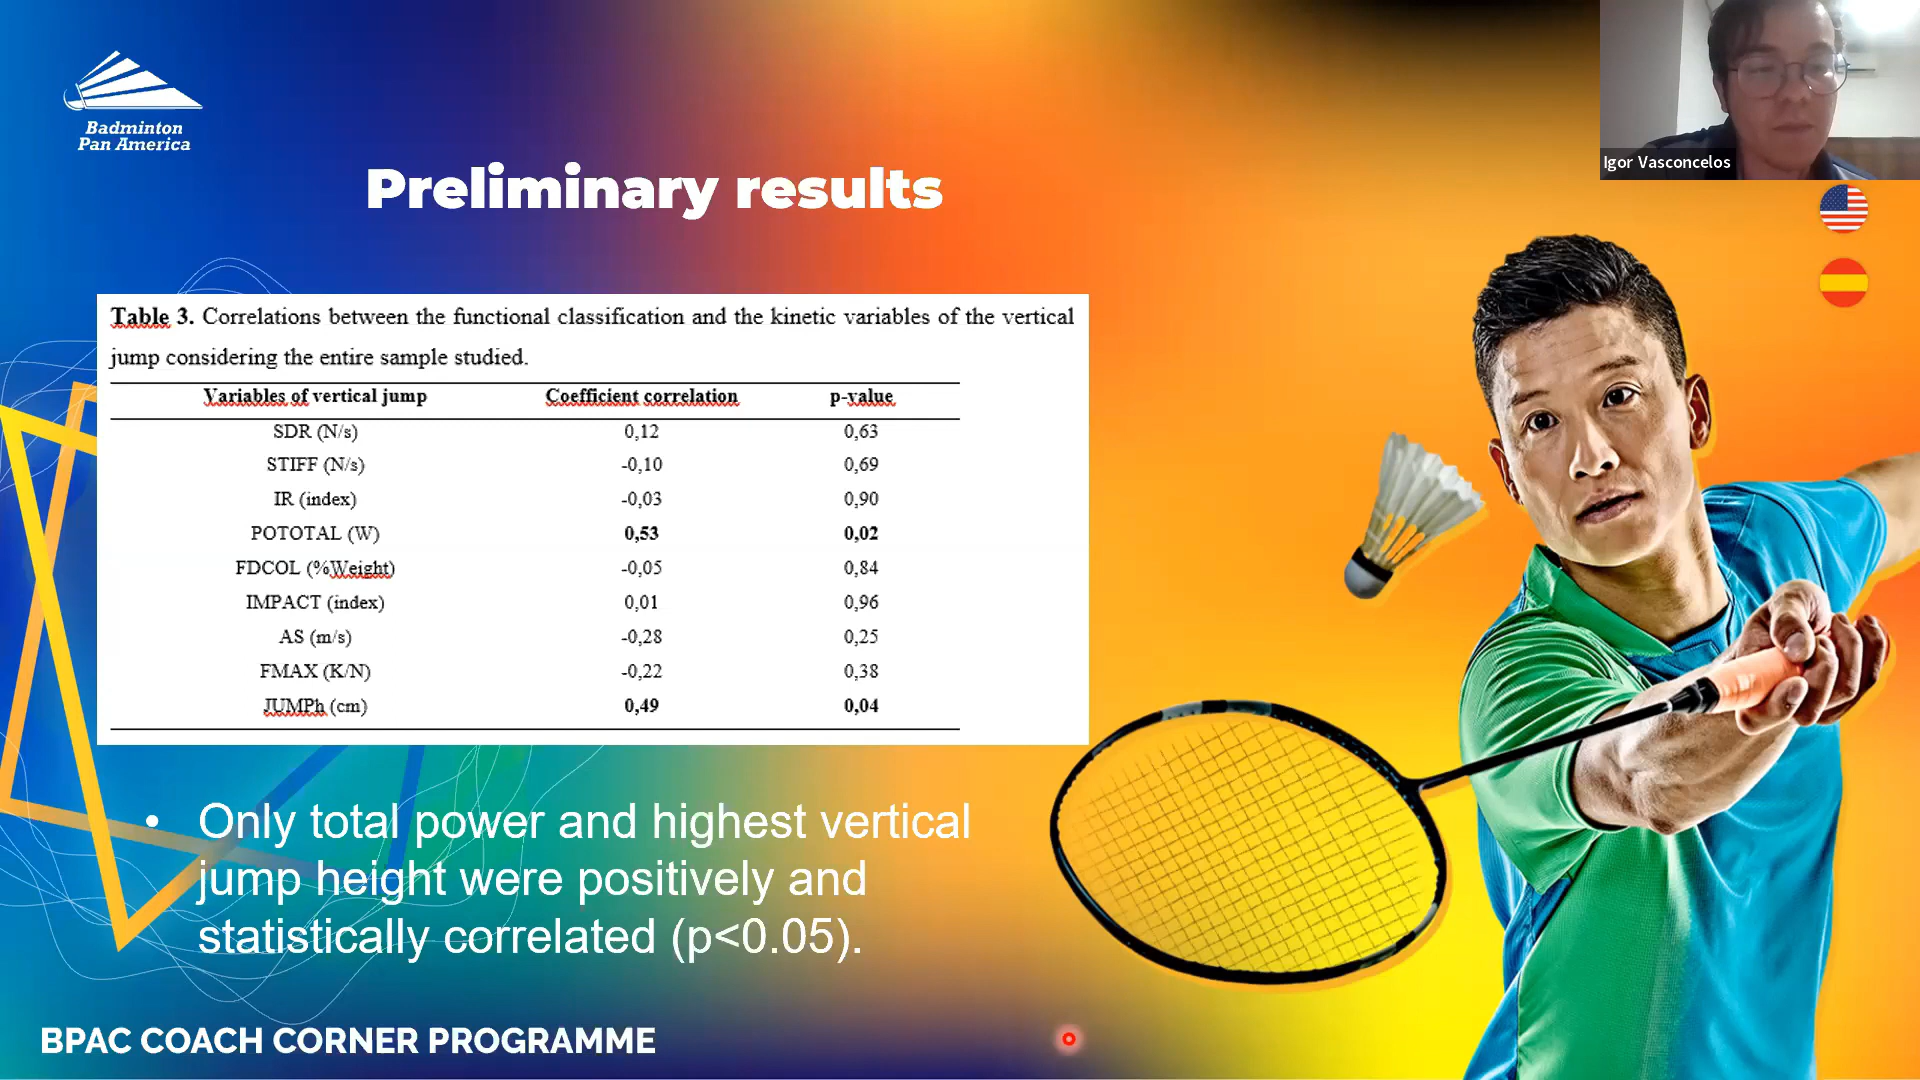 Badminton
Pan America
Igor Vasconcelos
Preliminary results
Table 3. Correlations between the functional classification and the kinetic variables of the vertical
jump considering the entire sample studied.
Variables of vertical jump Coefficient correlation p-value
SDR (N/s) 0,12 0,63
STIFF (N/s) -0,10 0,69
IR (index) -0,03 0,90
POTOTAL (W) 0,53 0,02
FDCOL (%Weight) -0,05 0,84
IMPACT (index) 0,01 0,96
AS (m/s) -0,28 0,25
FMAX (K/N) -0,22 0,38
JUMPh (cm) 0,49 0,04
• Only total power and highest vertical
jump height were positively and
statistically correlated (p<0.05).
BPAC COACH CORNER PROGRAMME